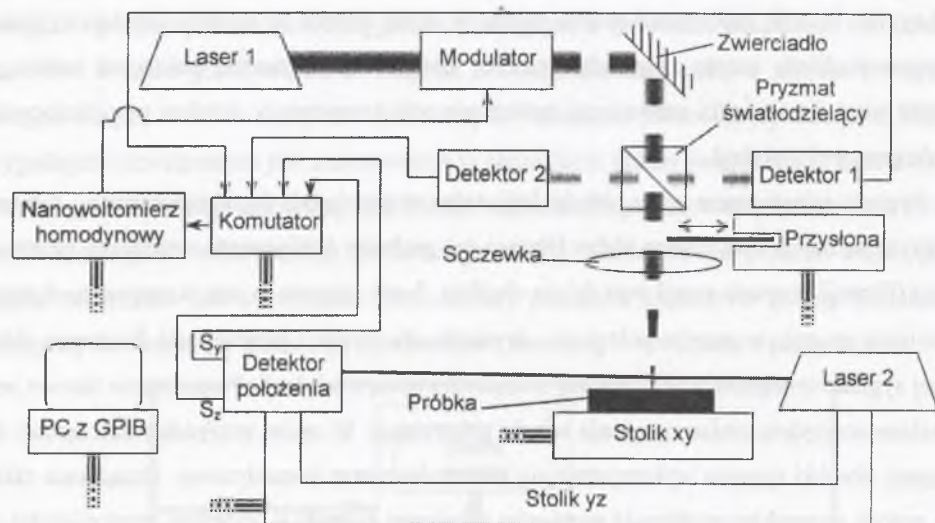 Laser 1
Modulator
Zwierciadło
Pryzmat
światłodzielący
Detektor 2
Detektor 1
Nanowoltomierz
homodynowy
Komutator
Przysłona
Soczewka
Sy
Detektor
położenia
Sz
Laser 2
Próbka
PC z GPIB
Stolik xy
Stolik yz